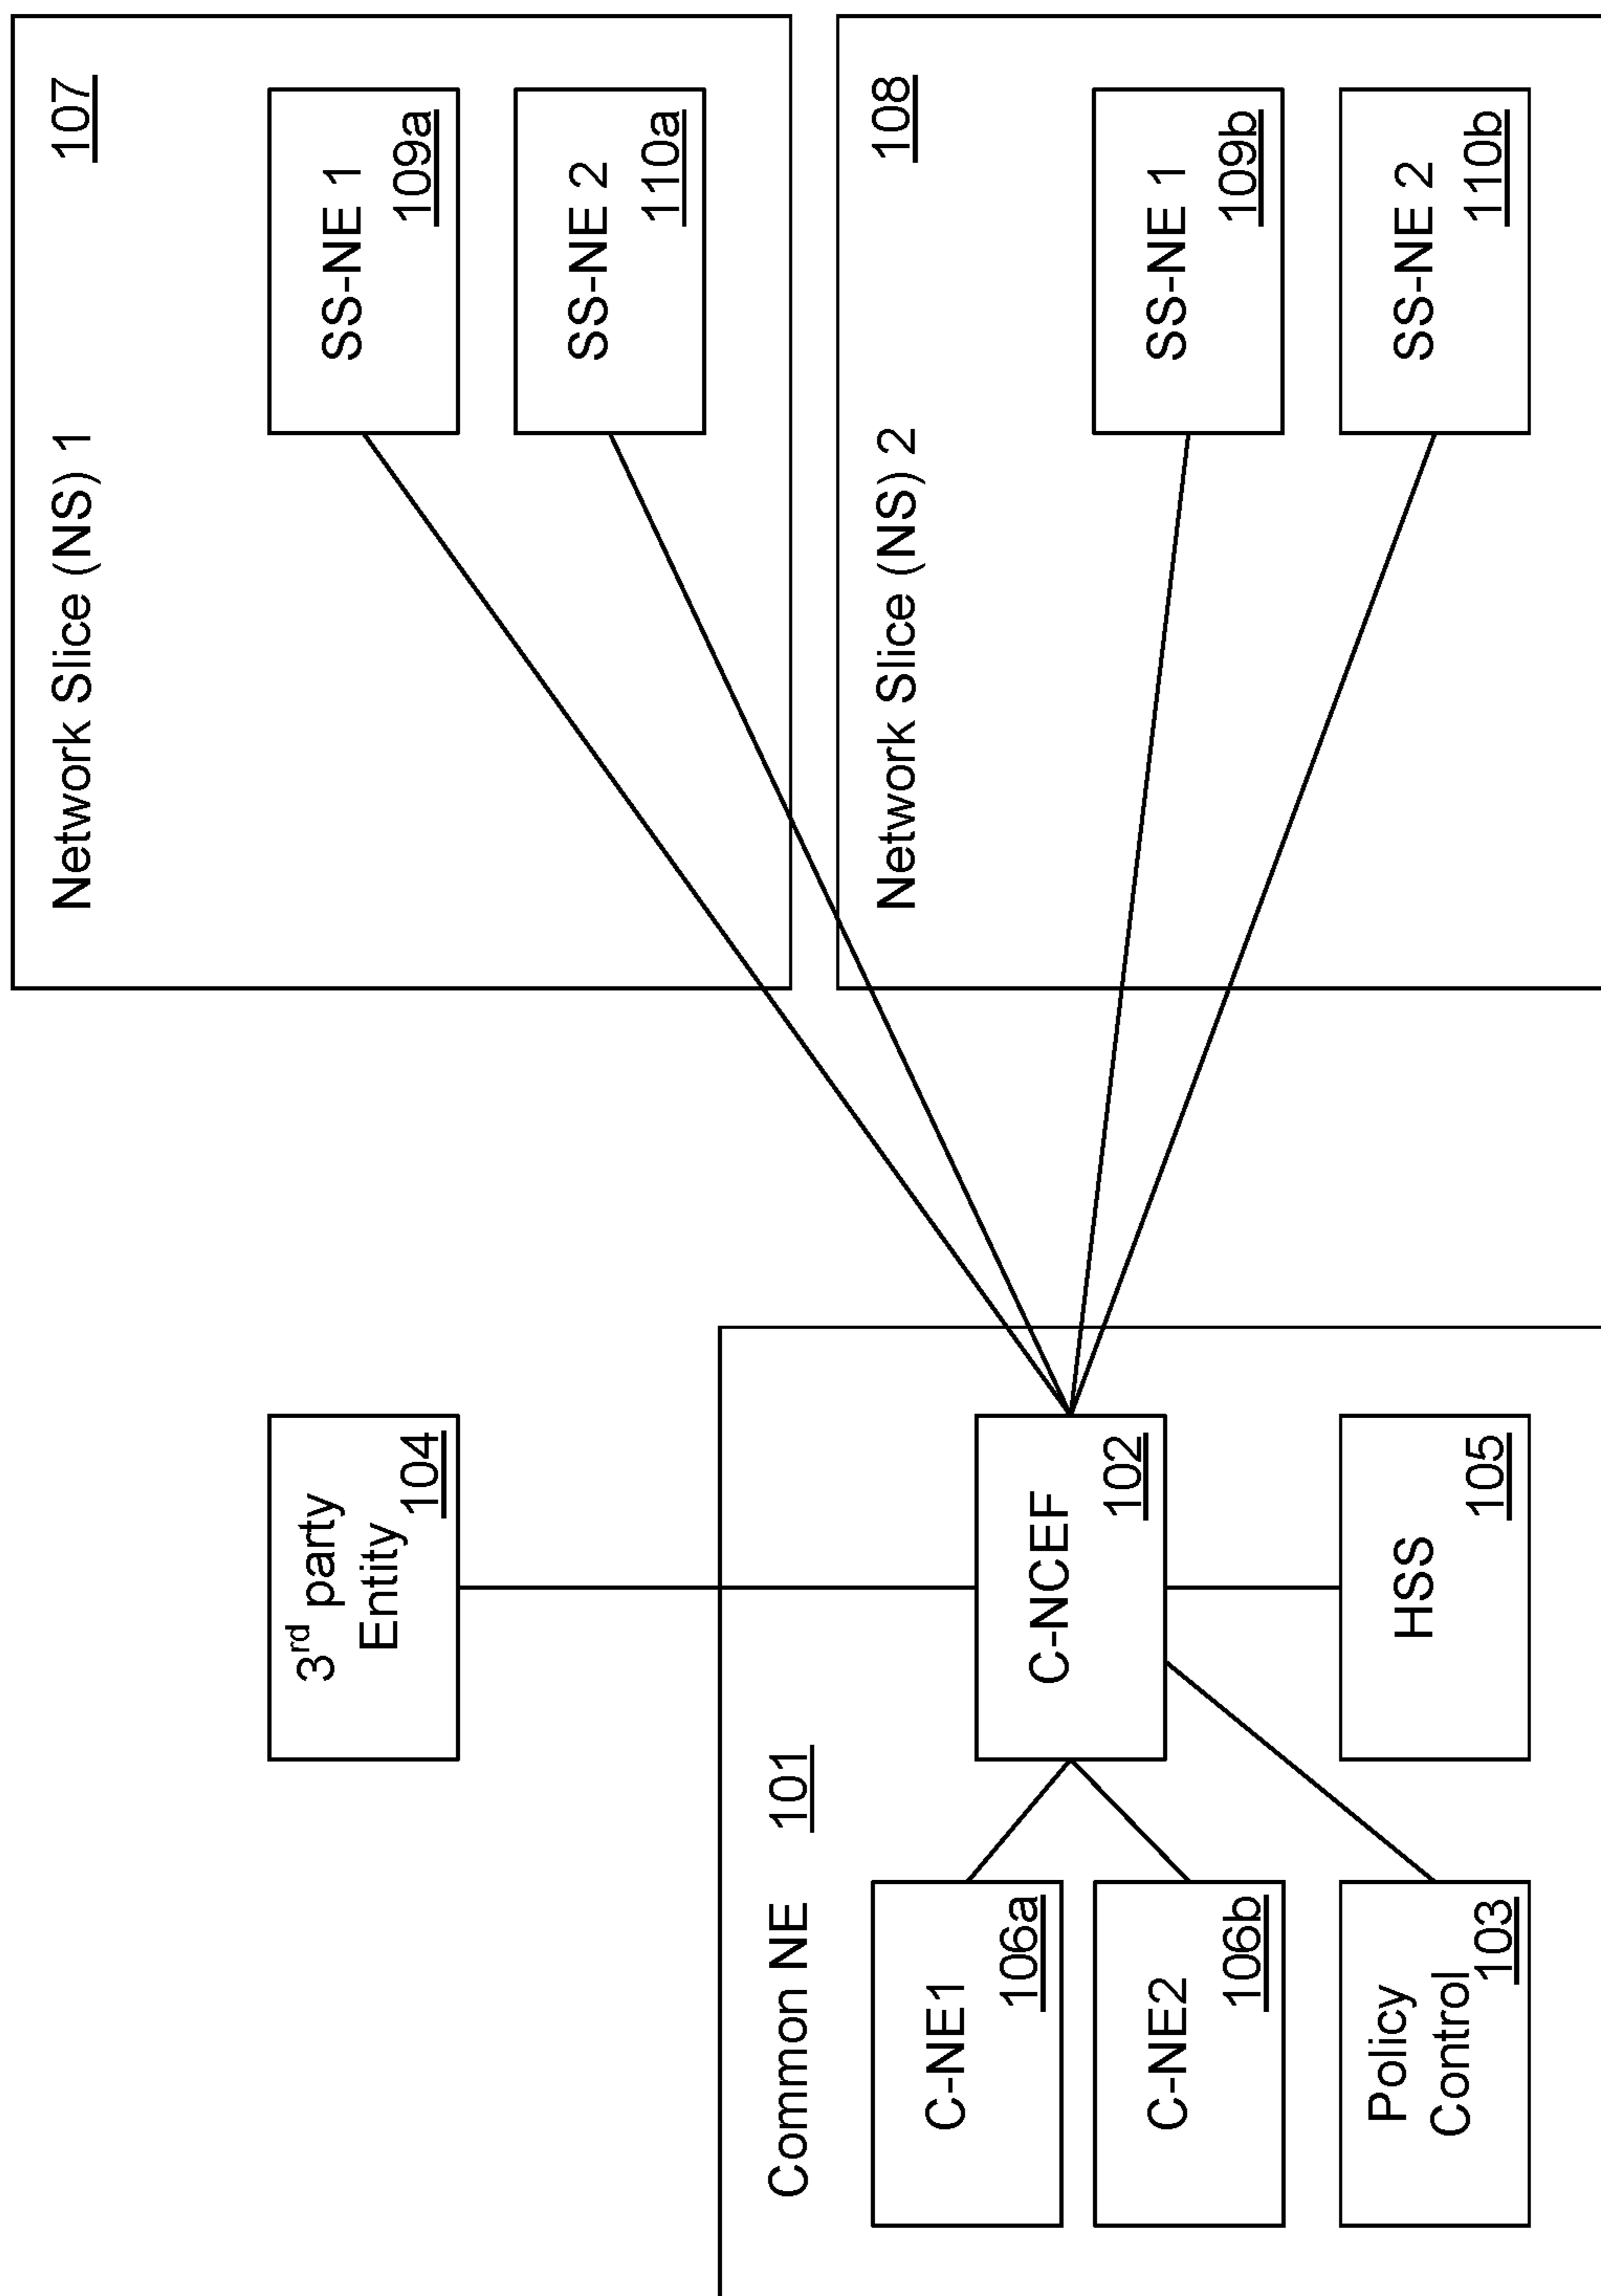 3rd party
Entity
104
Common NE 101
C-NE1
106a
C-NE2
106b
Policy
Control
103
C-NCEF
102
HSS
105
Network Slice (NS) 1
107
SS-NE 1
109a
SS-NE 2
110a
Network Slice (NS) 2
108
SS-NE 1
109b
SS-NE 2
110b